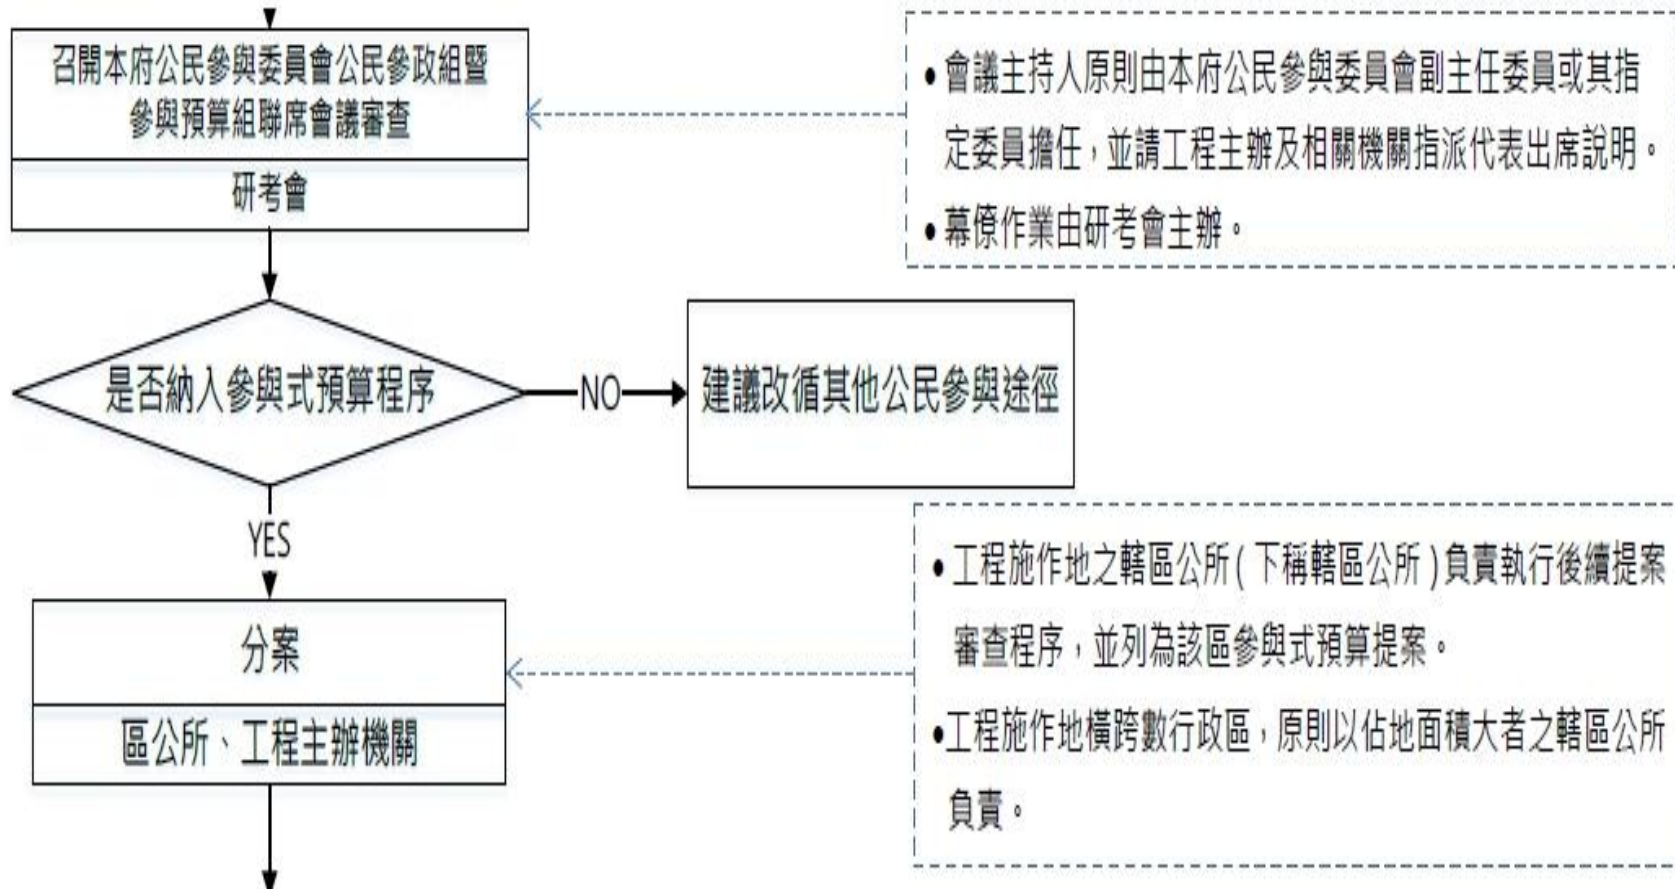 召開本府公民參與委員會公民參政組暨
參與預算組聯席會議審查
研考會
•會議主持人原則由本府公民參與委員會副主任委員或其指
定委員擔任，並請工程主辦及相關機關指派代表出席說明。
•幕僚作業由研考會主辦。
是否納入參與式預算程序
NO
建議改循其他公民參與途徑
YES
分案
區公所、工程主辦機關
•工程施作地之轄區公所(下稱轄區公所)負責執行後續提案
審查程序，並列為該區參與式預算提案。
•工程施作地橫跨數行政區，原則以佔地面積大者之轄區公所
負責。